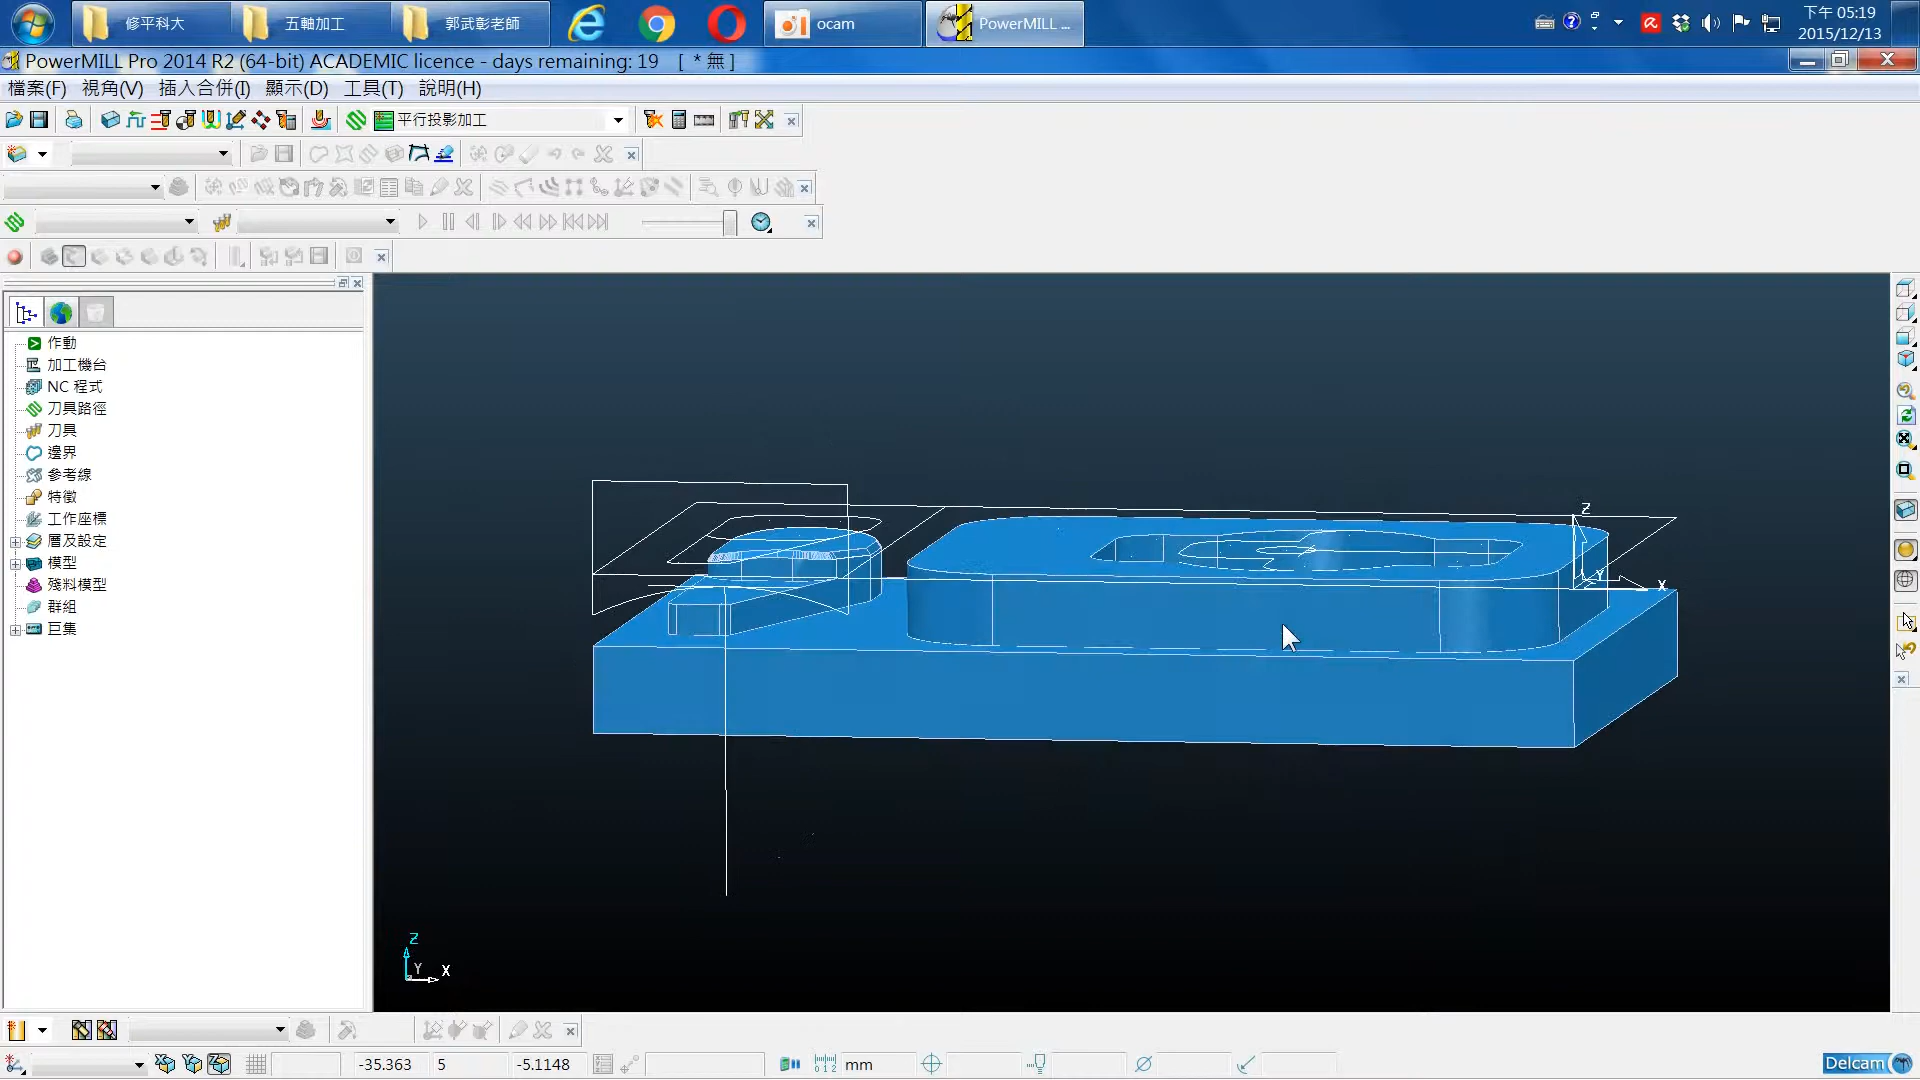 修平科大
五軸加工
郭武彰老師
ocam
PowerMILL ...
下午 05:19
2015/12/13
PowerMILL Pro 2014 R2 (64-bit) ACADEMIC licence - days remaining: 19 [ * 無 ]
檔案(F) 視角(V) 插入合併(I) 顯示(D) 工具(T) 說明(H)
平行投影加工
作動
加工機台
NC 程式
刀具路徑
刀具
邊界
參考線
特徵
工作座標
層及設定
模型
殘料模型
群組
巨集
Z
Y
X
Z
Y
X
-35.363
5
-5.1148
mm
Delcam